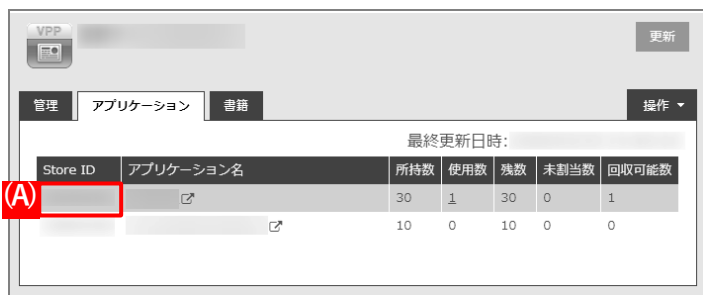 VPP
更新
管理 アプリケーション 書籍 操作 ▼
最終更新日時:
Store ID アプリケーション名 所持数 使用数 残数 未割当数 回収可能数
(A) 30 1 30 0 1
10 0 10 0 0